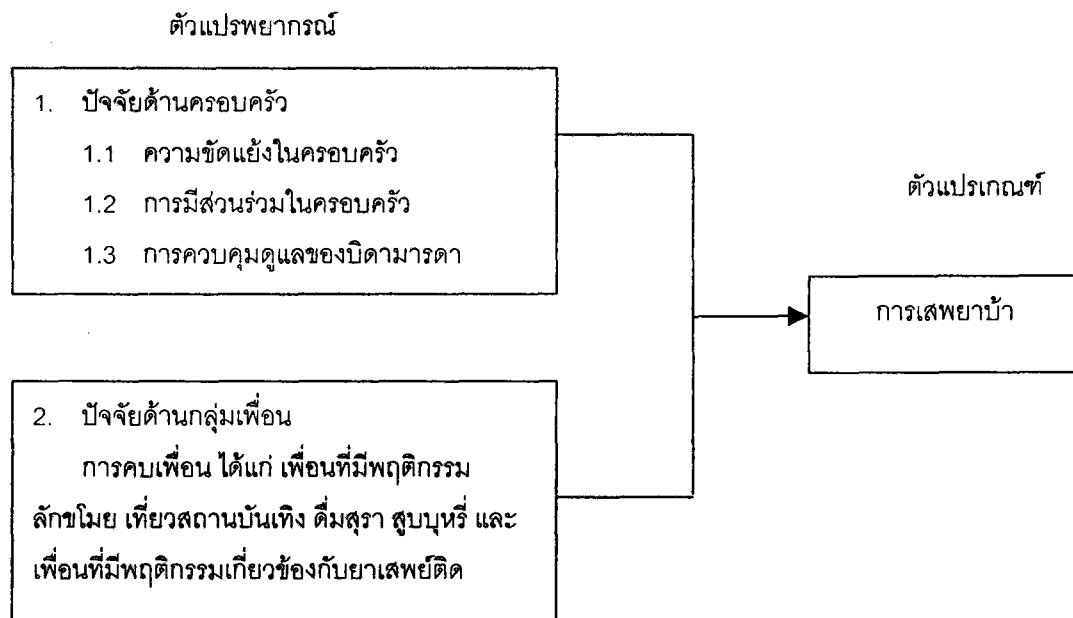 ตัวแปรพยากรณ์
1. ปัจจัยด้านครอบครัว
1.1 ความขัดแย้งในครอบครัว
1.2 การมีส่วนร่วมในครอบครัว
1.3 การควบคุมดูแลของบิดามารดา
ตัวแปรเกณฑ์
การเสพยาบ้า
2. ปัจจัยด้านกลุ่มเพื่อน
การคบเพื่อน ได้แก่ เพื่อนที่มีพฤติกรรม
ลักขโมย เที่ยวสถานบันเทิง ดื่มสุรา สูบบุหรี่ และ
เพื่อนที่มีพฤติกรรมเกี่ยวข้องกับยาเสพย์ติด